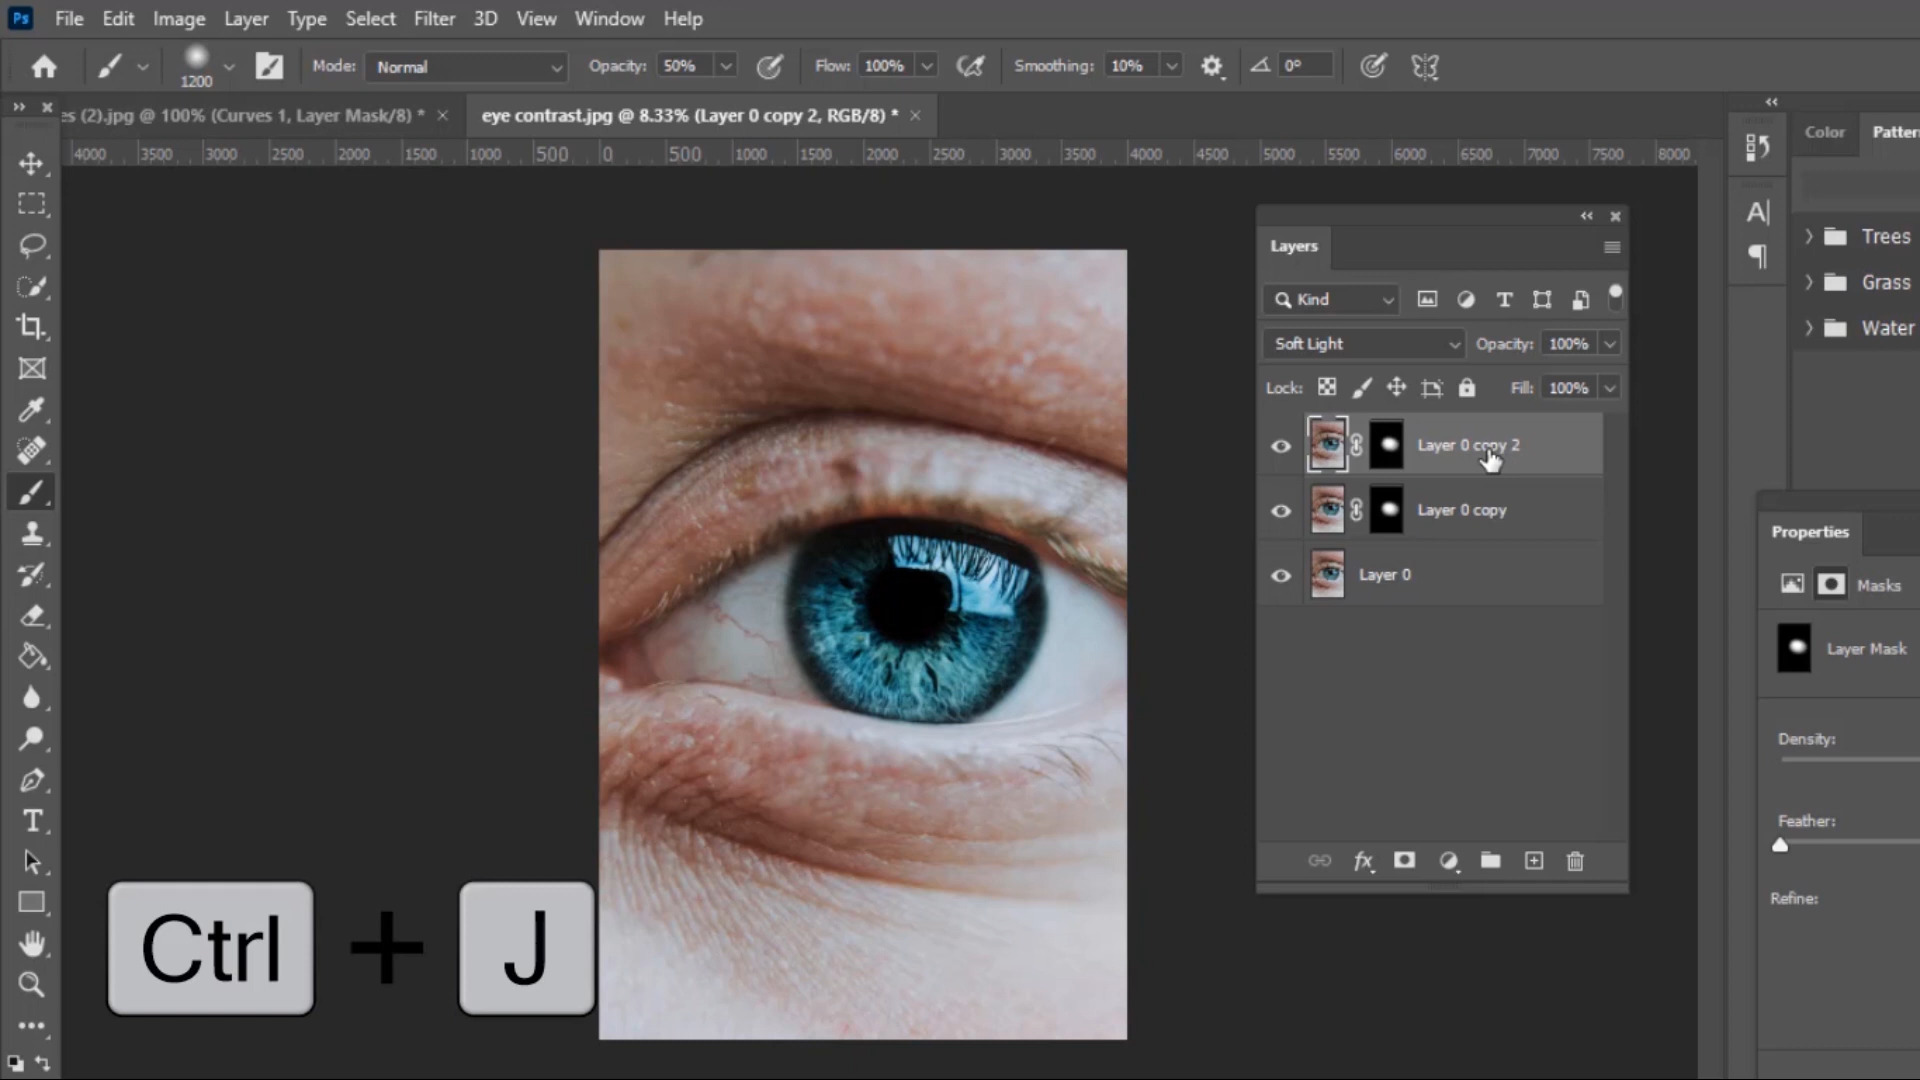 Ps File Edit Image Layer Type Select Filter 3D View Window Help
1200 Mode: Normal Opacity: 50% Flow: 100% Smoothing: 10% 0°
es (2).jpg @ 100% (Curves 1, Layer Mask/8) * eye contrast.jpg @ 8.33% (Layer 0 copy 2, RGB/8) *
4000 3500 3000 2500 2000 1500 1000 500 0 500 1000 1500 2000 2500 3000 3500 4000 4500 5000 5500 6000 6500 7000 7500 8000
Color Pattern
Trees
Grass
Water
Layers
Kind
Soft Light Opacity: 100%
Lock: Fill: 100%
Layer 0 copy 2
Layer 0 copy
Layer 0
fx
Properties
Masks
Layer Mask
Density:
Feather:
Refine:
Ctrl + J